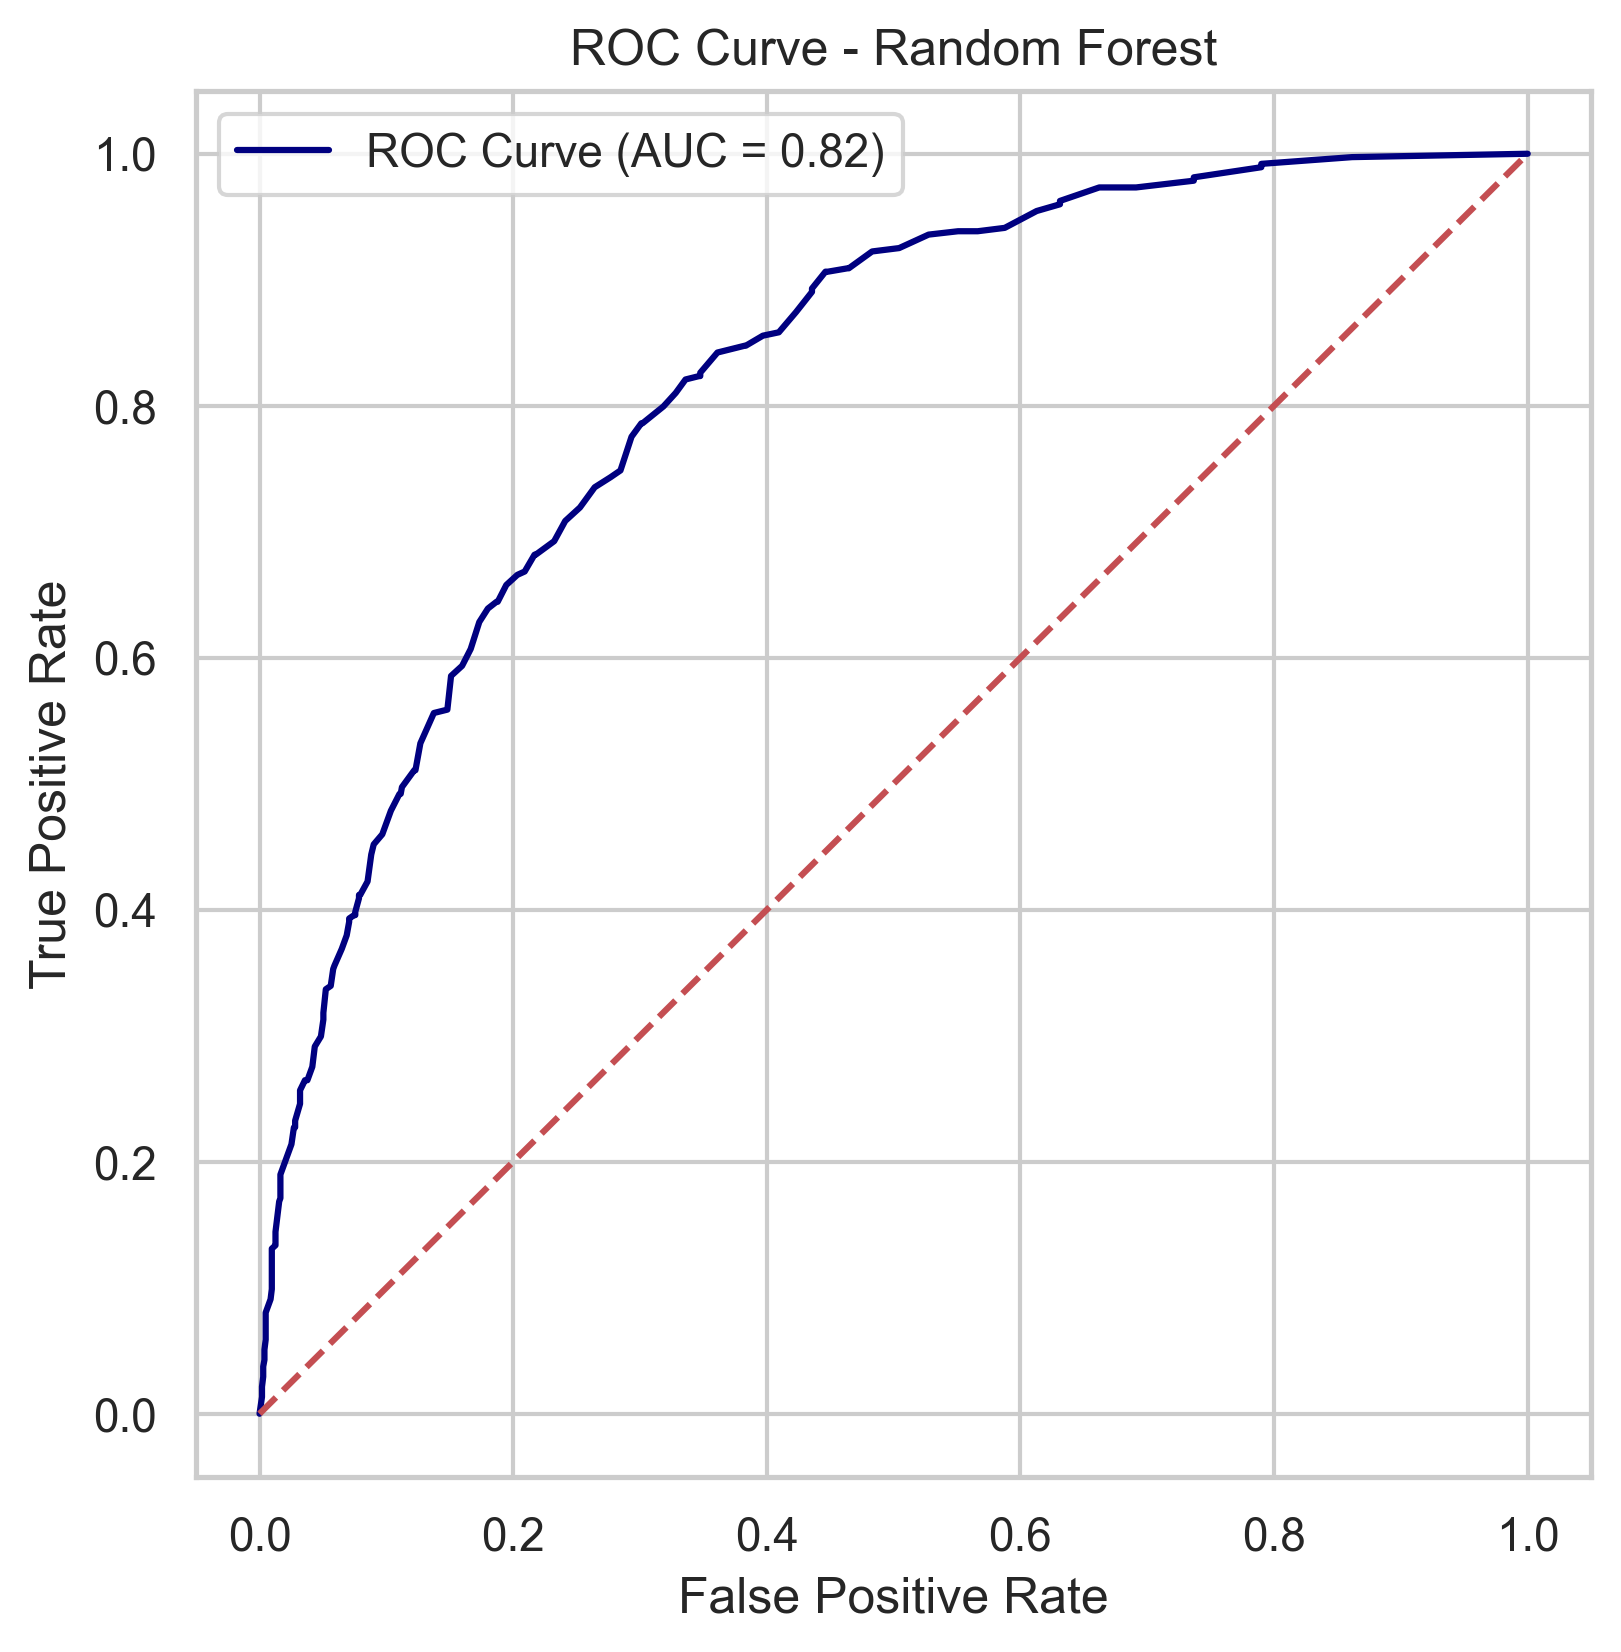 ROC Curve - Random Forest
ROC Curve (AUC = 0.82)
1.0
0.8
0.6
0.4
0.2
0.0
True Positive Rate
0.0 0.2 0.4 0.6 0.8 1.0
False Positive Rate